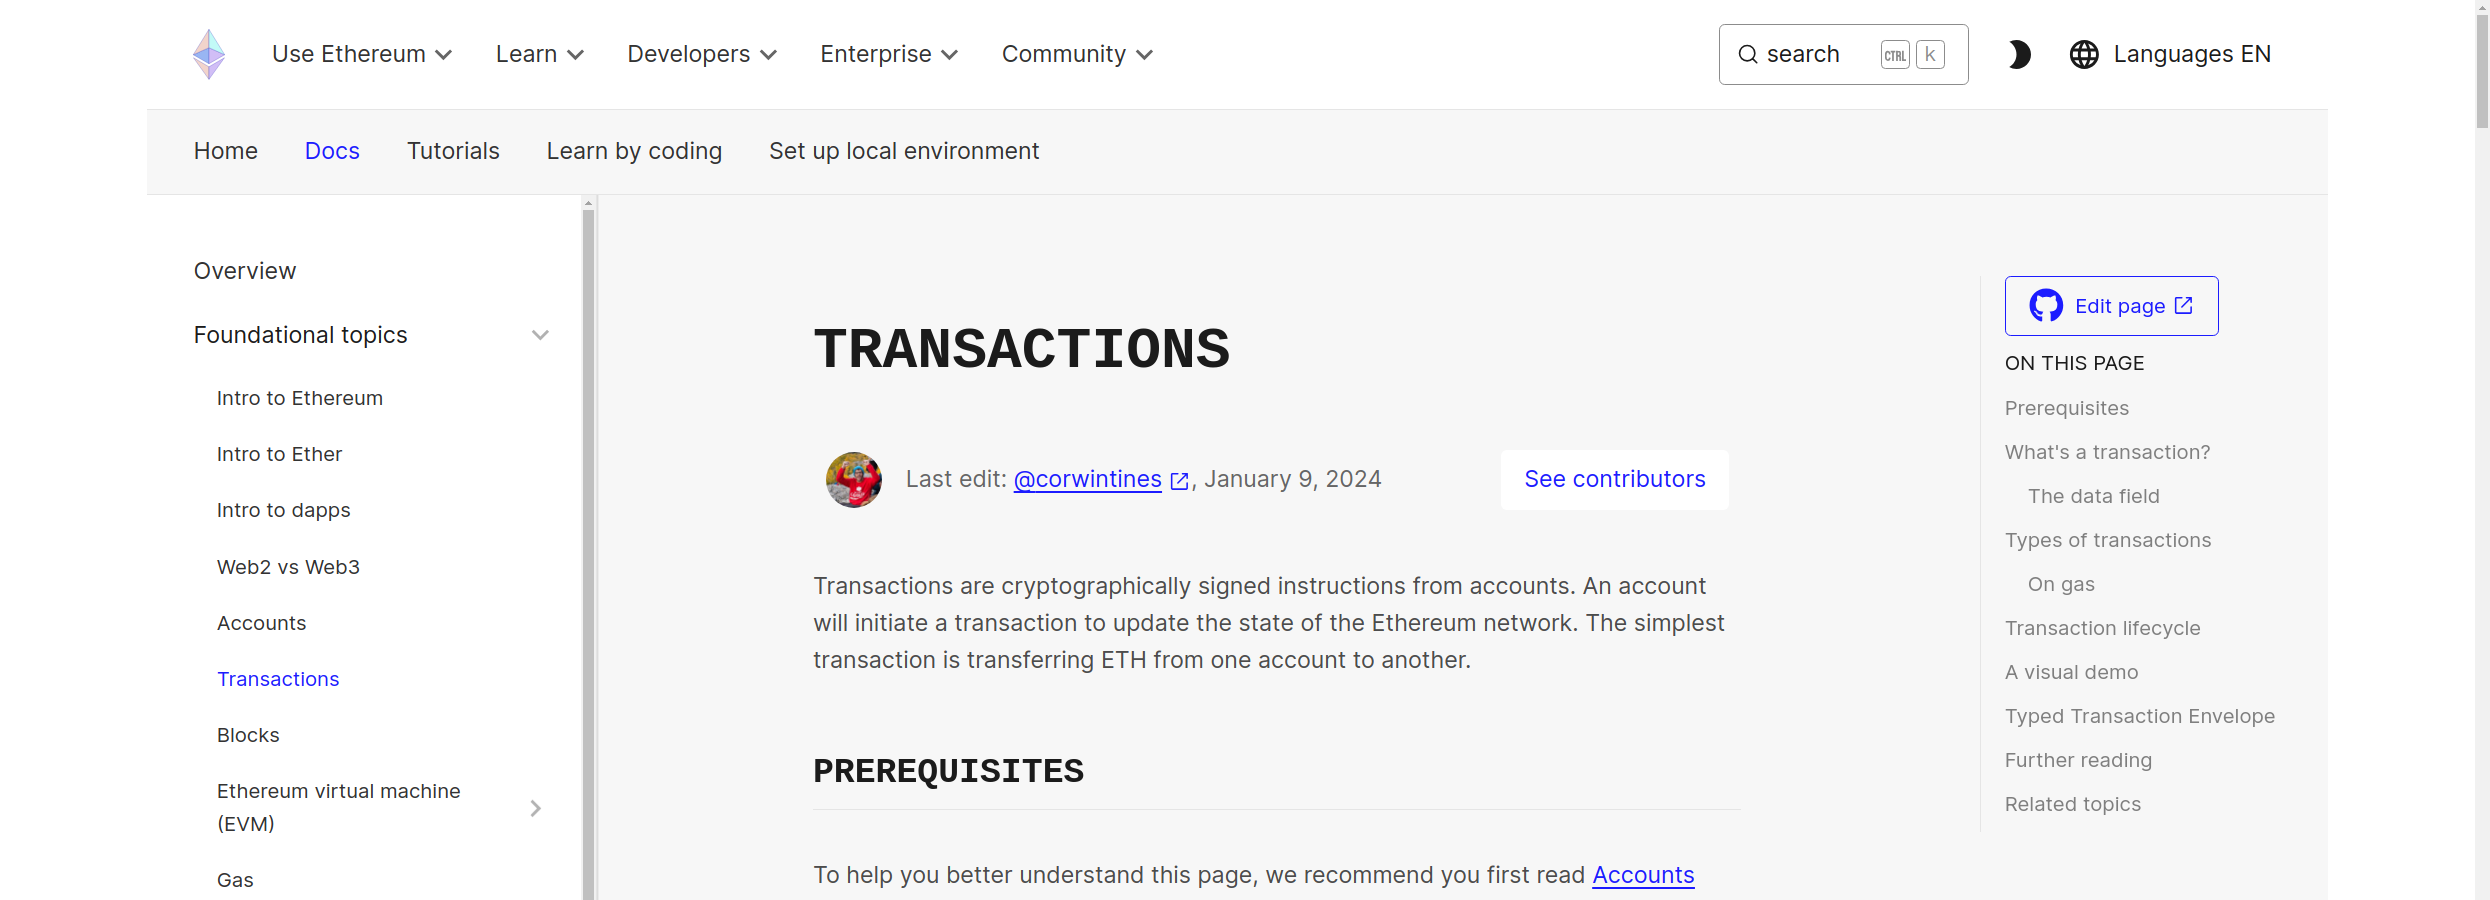 Use Ethereum
Learn
Developers
Enterprise
Community
search
CTRL
k
Languages EN
Home
Docs
Tutorials
Learn by coding
Set up local environment
Overview
Foundational topics
Intro to Ethereum
Intro to Ether
Intro to dapps
Web2 vs Web3
Accounts
Transactions
Blocks
Ethereum virtual machine
(EVM)
Gas
TRANSACTIONS
Last edit: @corwintines, January 9, 2024
See contributors
Transactions are cryptographically signed instructions from accounts. An account
will initiate a transaction to update the state of the Ethereum network. The simplest
transaction is transferring ETH from one account to another.
PREREQUISITES
To help you better understand this page, we recommend you first read Accounts
Edit page
ON THIS PAGE
Prerequisites
What's a transaction?
The data field
Types of transactions
On gas
Transaction lifecycle
A visual demo
Typed Transaction Envelope
Further reading
Related topics